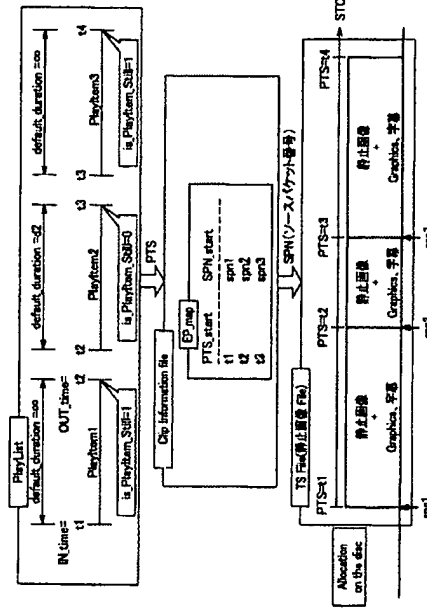 PlayList
default_duration =∞
default_duration =d2
default_duration =∞
IN_time=
OUT_time=
t1
t2
t2
t3
t3
t4
PlayItem1
PlayItem2
PlayItem3
is_PlayItem_Still=1
is_PlayItem_Still=0
is_PlayItem_Still=1
PTS
Clip Information file
EP_map
PTS_start
SPN_start
t1
spn1
t2
spn2
t3
spn3
SPN(ソースパケット番号)
TS File(静止画像 File)
STC
PTS=t1
PTS=t2
PTS=t3
PTS=t4
静止画像
+
Graphics、字幕
静止画像
+
Graphics、字幕
静止画像
+
Graphics、字幕
Allocation
on the disc